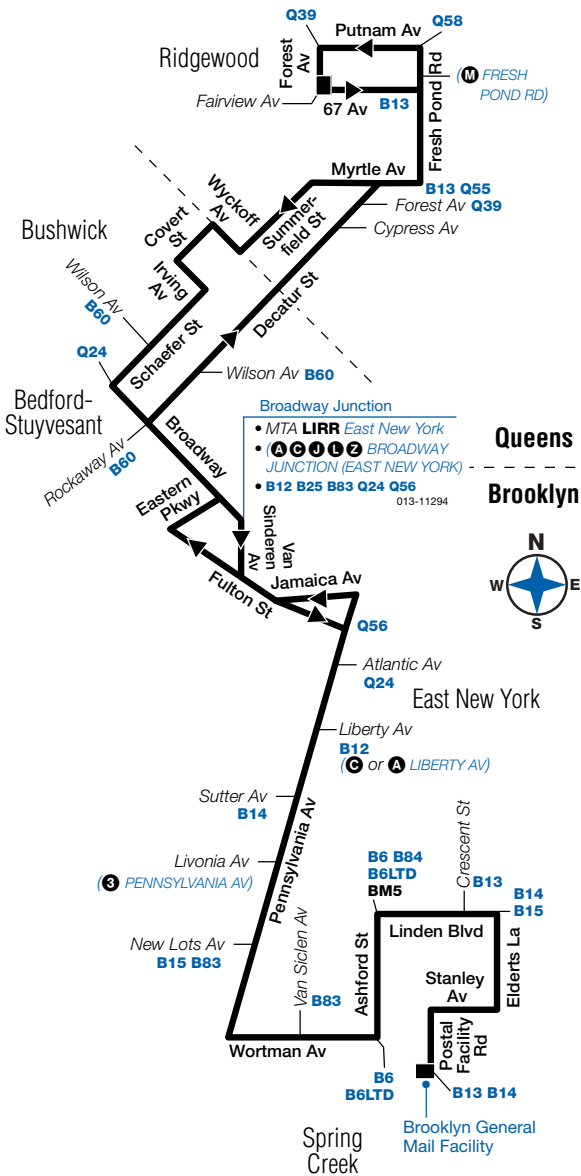 Q39
Putnam Av
Q58
Ridgewood
Forest
Av
Fresh Pond Rd
(M FRESH
POND RD)
Fairview Av
67 Av
B13
Myrtle Av
B13 Q55
Forest Av Q39
Cypress Av
Wyckoff
Av
Summer-
field St
Covert
St
Bushwick
Irving
Av
Decatur St
Wilson Av
B60
Schaefer St
Q24
Wilson Av B60
Bedford-
Stuyvesant
Rockaway Av
B60
Broadway
Broadway Junction
• MTA LIRR East New York
• (A C J L Z BROADWAY
JUNCTION (EAST NEW YORK)
• B12 B25 B83 Q24 Q56
013-11294
Queens
Brooklyn
Eastern
Pkwy
Van
Sinderen
Av
Fulton St
Jamaica Av
N
W E
S
Q56
Atlantic Av
Q24
East New York
Liberty Av
B12
(C or A LIBERTY AV)
Sutter Av
B14
Pennsylvania Av
Livonia Av
(3 PENNSYLVANIA AV)
New Lots Av
B15 B83
Van Siclen Av
B83
B6 B84
B6LTD
BM5
Crescent St
B13
B14
B15
Ashford St
Linden Blvd
Elderts La
Stanley
Av
Postal
Facility
Rd
Wortman Av
B6
B6LTD
B13 B14
Brooklyn General
Mail Facility
Spring
Creek